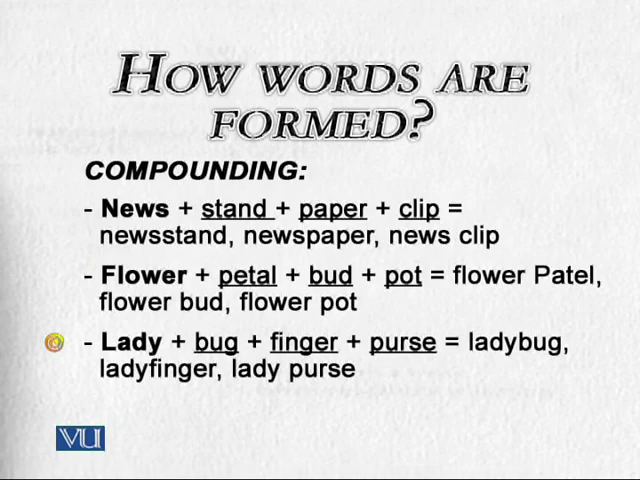 HOW WORDS ARE
FORMED?
COMPOUNDING:
- News + stand + paper + clip =
newsstand, newspaper, news clip
- Flower + petal + bud + pot = flower Patel,
flower bud, flower pot
- Lady + bug + finger + purse = ladybug,
ladyfinger, lady purse
VU